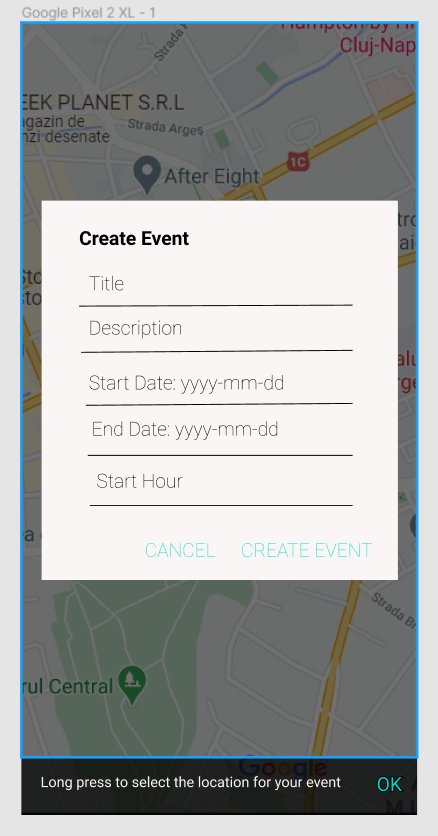 Google Pixel 2 XL - 1
Hampton by H
Cluj-Nap
Strada
EEK PLANET S.R.L
agazin de
nzi desenate
Strada Argeș
1C
After Eight
Create Event
Title
Description
Start Date: yyyy-mm-dd
End Date: yyyy-mm-dd
Start Hour
CANCEL CREATE EVENT
Strada B
rul Central
Google
Long press to select the location for your event OK